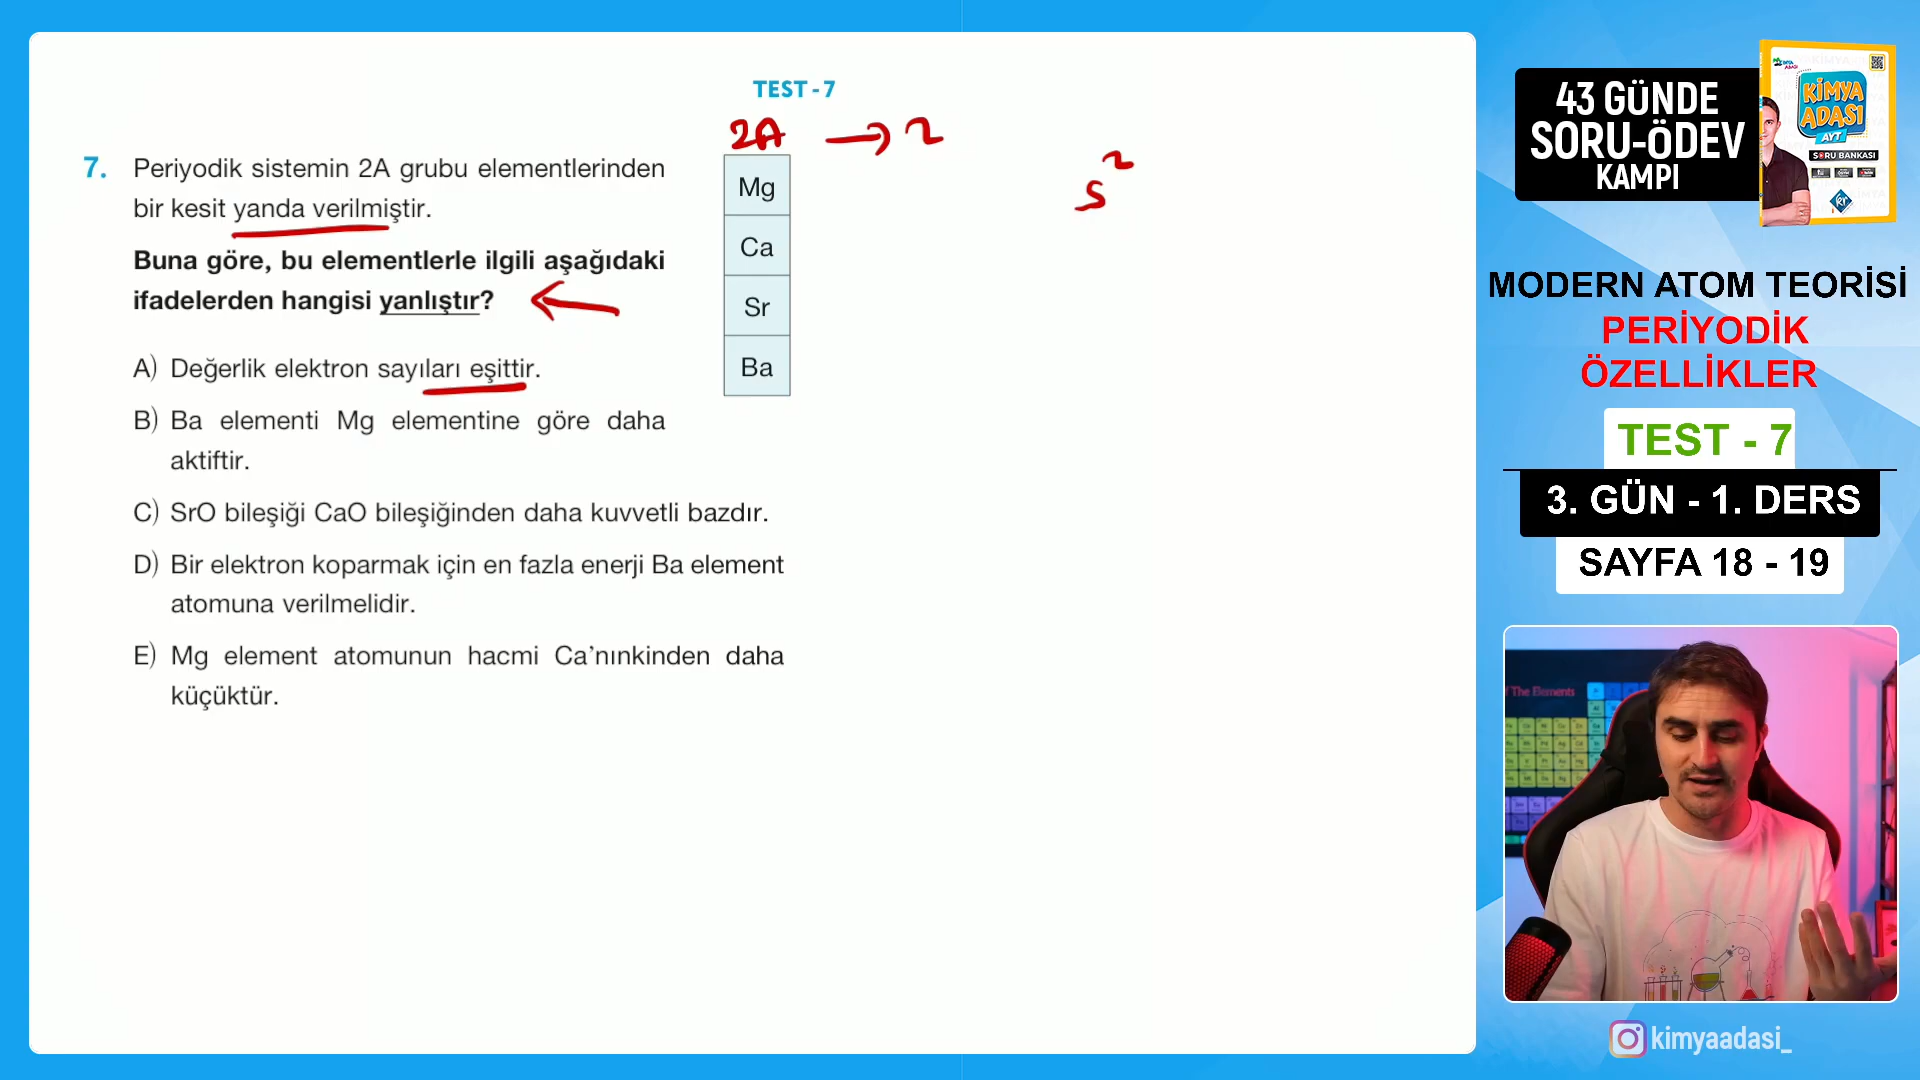 TEST - 7
2A → 2
s²
7. Periyodik sistemin 2A grubu elementlerinden
bir kesit yanda verilmiştir.
Buna göre, bu elementlerle ilgili aşağıdaki
ifadelerden hangisi yanlıştır?
Mg
Ca
Sr
Ba
A) Değerlik elektron sayıları eşittir.
B) Ba elementi Mg elementine göre daha
aktiftir.
C) SrO bileşiği CaO bileşiğinden daha kuvvetli bazdır.
D) Bir elektron koparmak için en fazla enerji Ba element
atomuna verilmelidir.
E) Mg element atomunun hacmi Ca’nınkinden daha
küçüktür.
43 GÜNDE
SORU-ÖDEV
KAMPI
KİMYA
ADASI
AYT
SORU BANKASI
kr
MODERN ATOM TEORİSİ
PERİYODİK
ÖZELLİKLER
TEST - 7
3. GÜN - 1. DERS
SAYFA 18 - 19
The Elements
kimyaadasi_